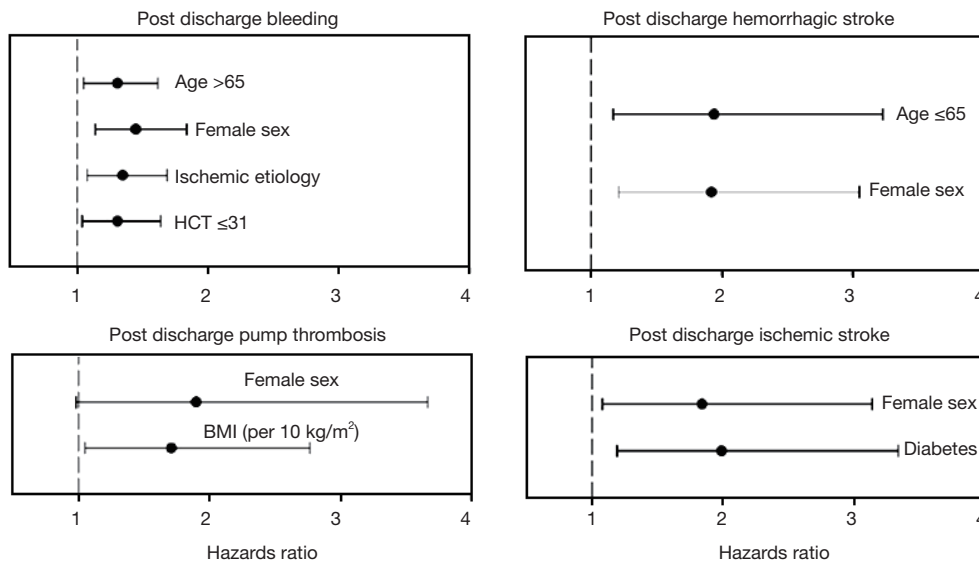 Post discharge bleeding
Age >65
Female sex
Ischemic etiology
HCT ≤31
1 2 3 4
Post discharge hemorrhagic stroke
Age ≤65
Female sex
1 2 3 4
Post discharge pump thrombosis
Female sex
BMI (per 10 kg/m²)
1 2 3 4
Hazards ratio
Post discharge ischemic stroke
Female sex
Diabetes
1 2 3 4
Hazards ratio